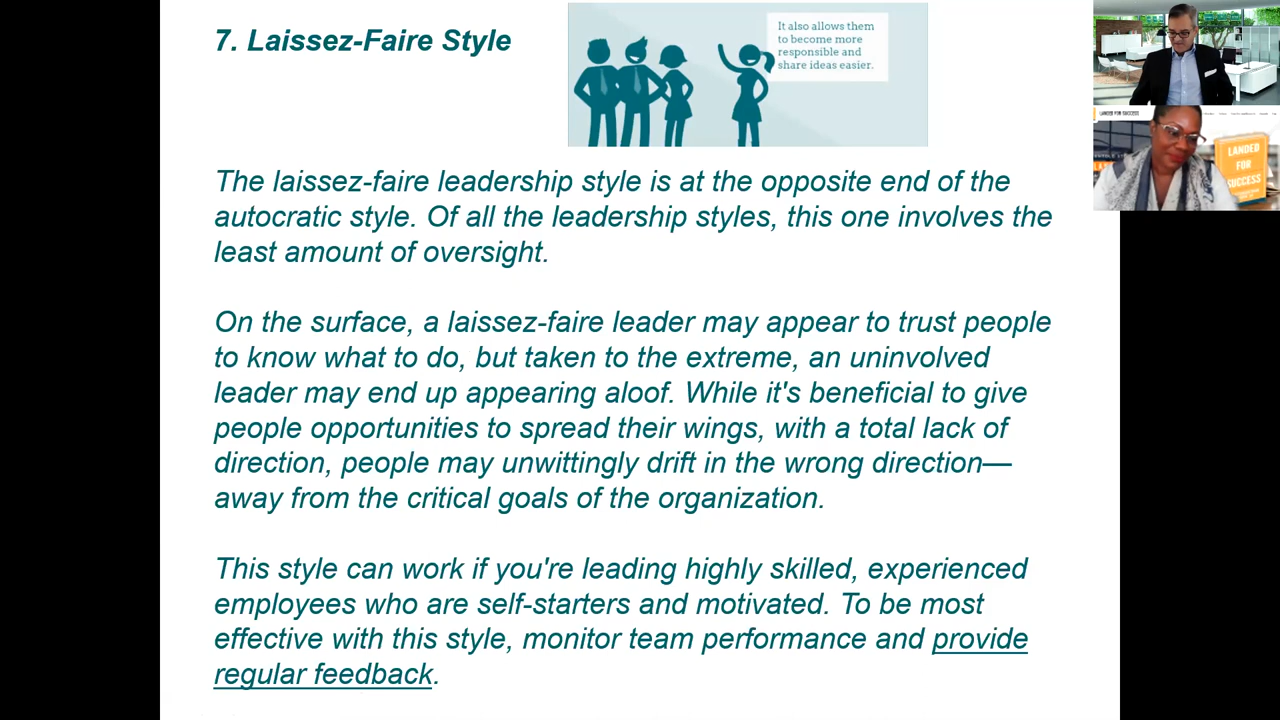 7. Laissez-Faire Style
It also allows them
to become more
responsible and
share ideas easier.
LANDED FOR SUCCESS
LANDED
FOR
SUCCESS
The laissez-faire leadership style is at the opposite end of the
autocratic style. Of all the leadership styles, this one involves the
least amount of oversight.
On the surface, a laissez-faire leader may appear to trust people
to know what to do, but taken to the extreme, an uninvolved
leader may end up appearing aloof. While it's beneficial to give
people opportunities to spread their wings, with a total lack of
direction, people may unwittingly drift in the wrong direction—
away from the critical goals of the organization.
This style can work if you're leading highly skilled, experienced
employees who are self-starters and motivated. To be most
effective with this style, monitor team performance and provide
regular feedback.